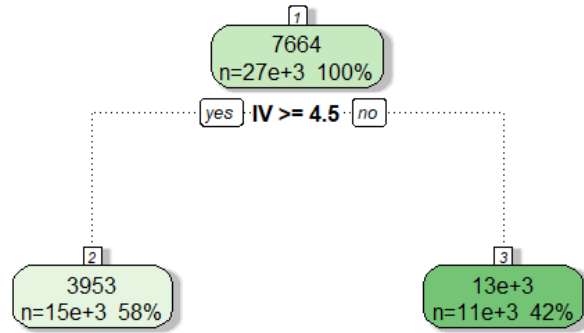 1
7664
n=27e+3 100%
yes IV >= 4.5 no
2
3953
n=15e+3 58%
3
13e+3
n=11e+3 42%